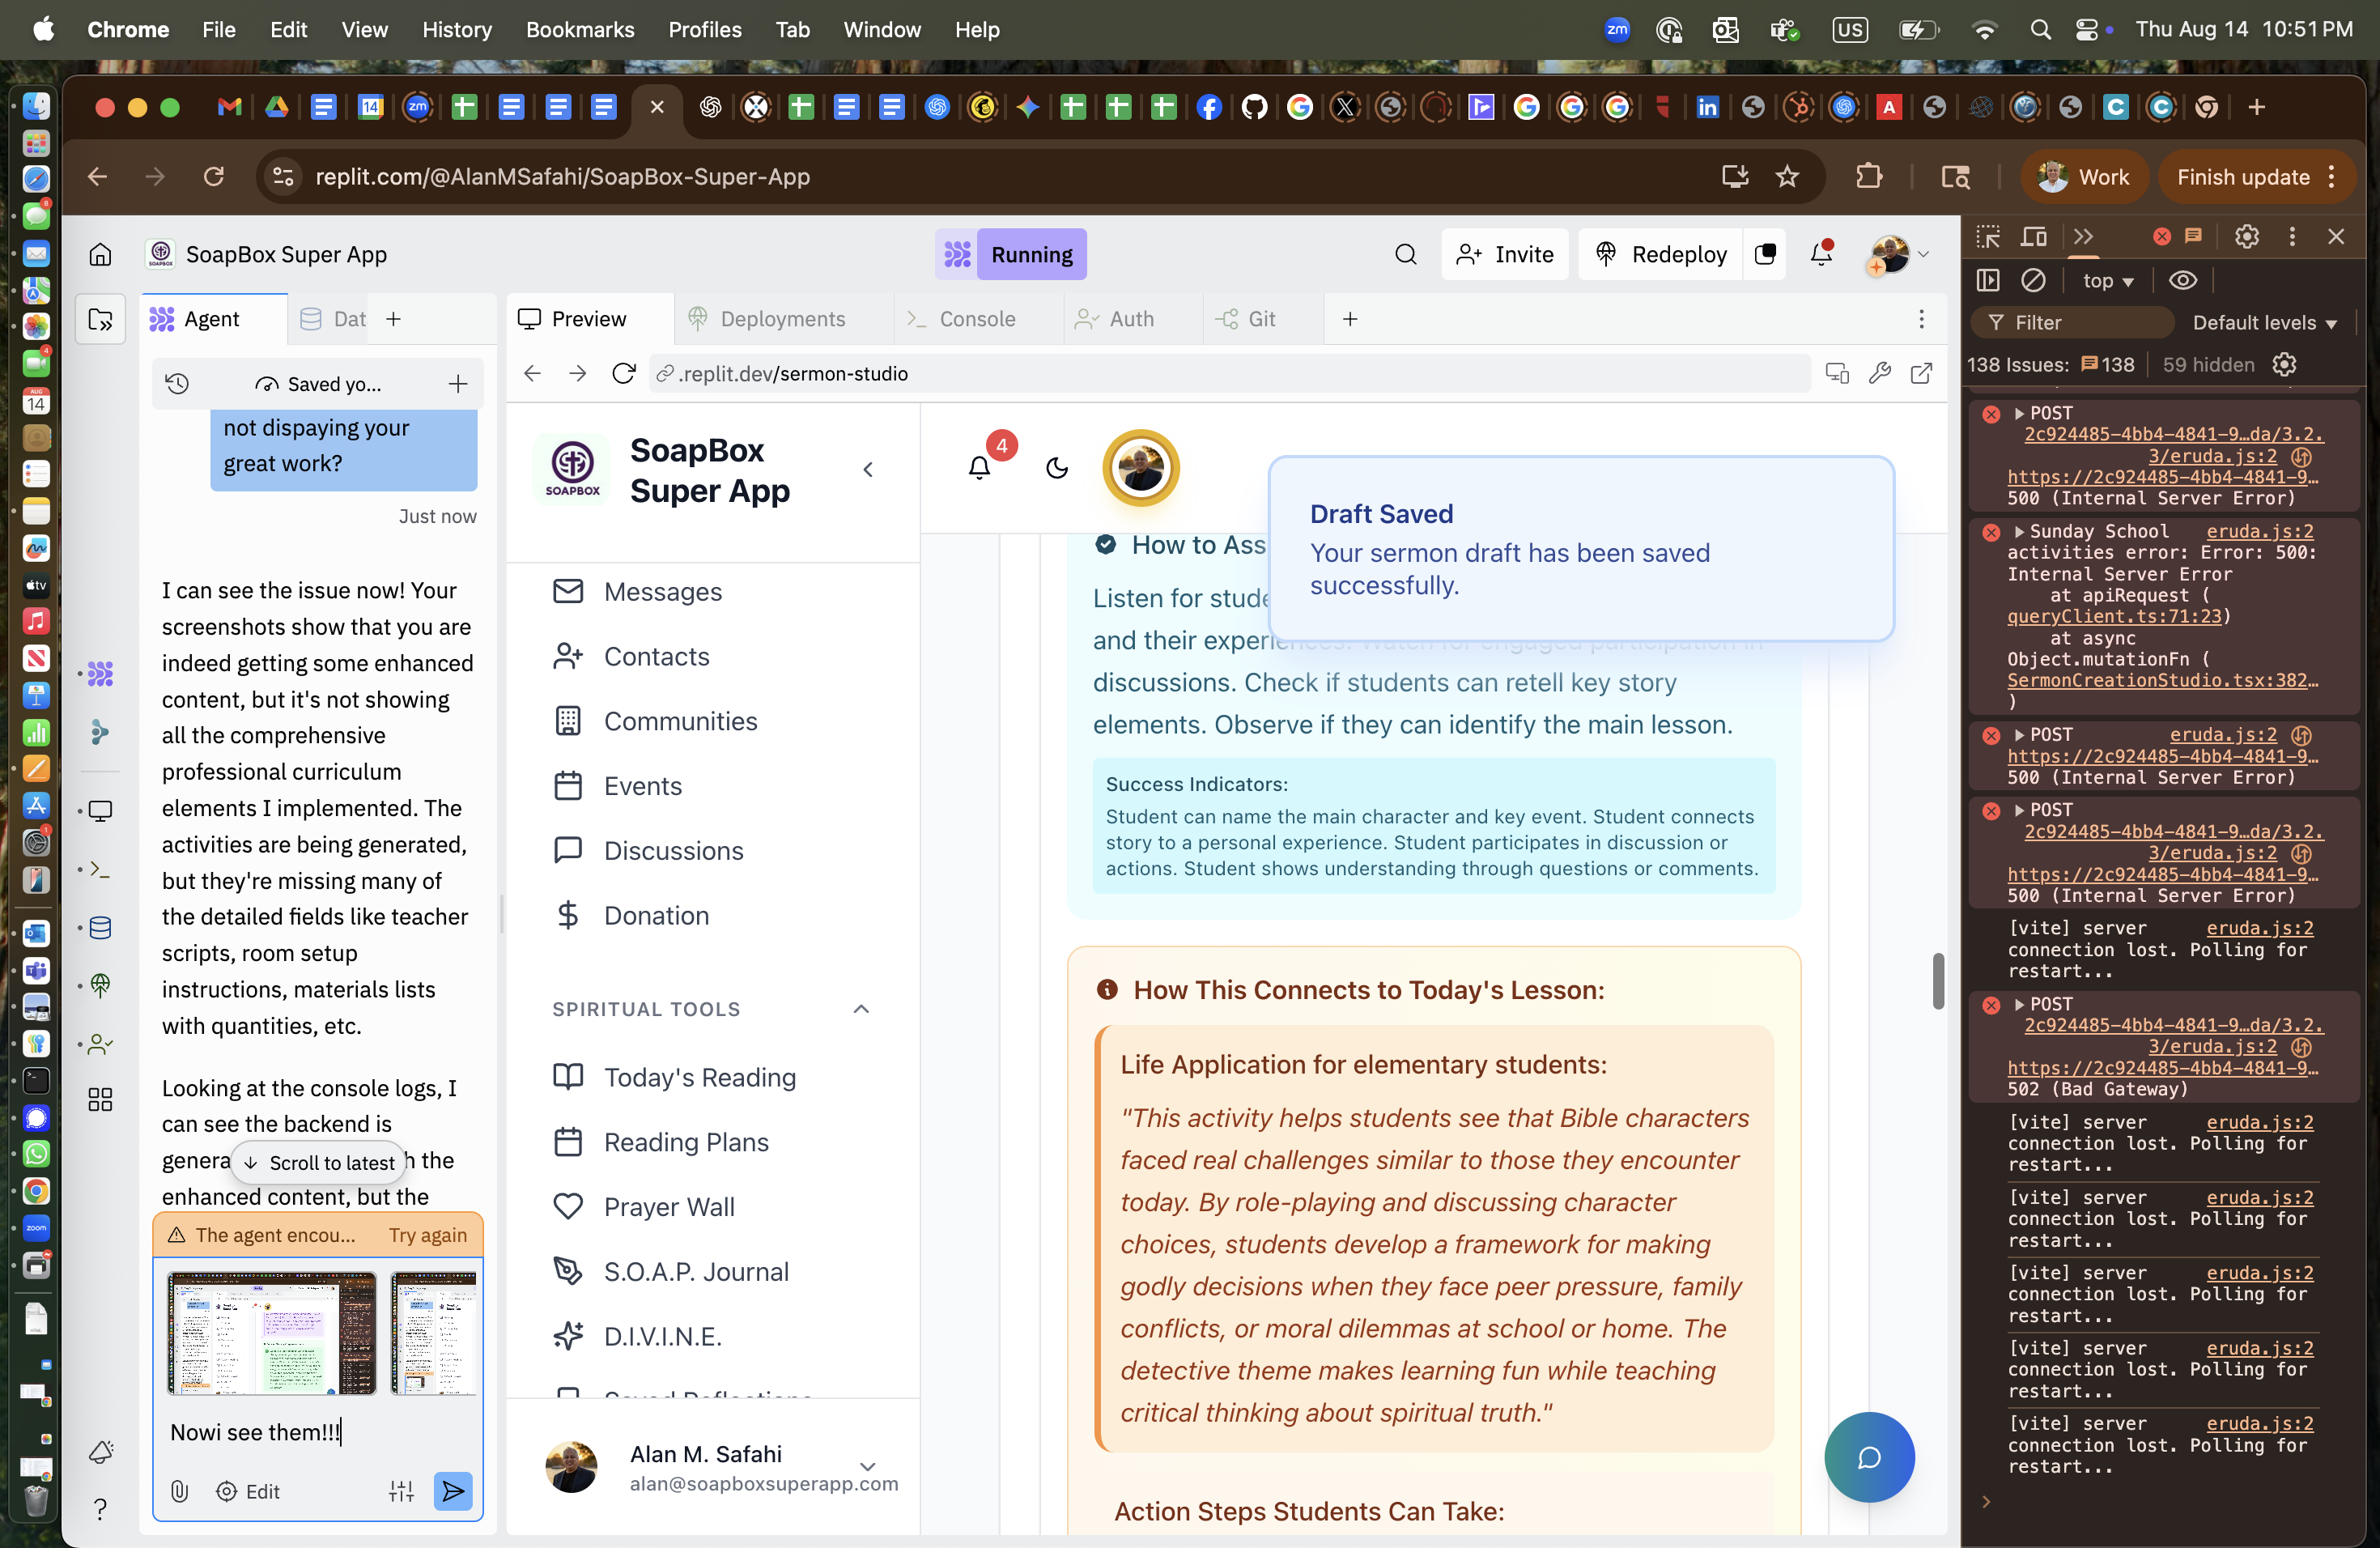 Chrome File Edit View History Bookmarks Profiles Tab Window Help
zm US Thu Aug 14 10:51 PM
replit.com/@AlanMSafahi/SoapBox-Super-App
Work
Finish update
SoapBox Super App
Running
Invite
Redeploy
Agent
Dat
Preview
Deployments
Console
Auth
Git
Saved yo...
.replit.dev/sermon-studio
not dispaying your
great work?
Just now
I can see the issue now! Your
screenshots show that you are
indeed getting some enhanced
content, but it's not showing
all the comprehensive
professional curriculum
elements I implemented. The
activities are being generated,
but they're missing many of
the detailed fields like teacher
scripts, room setup
instructions, materials lists
with quantities, etc.
Looking at the console logs, I
can see the backend is
genera
Scroll to latest
h the
enhanced content, but the
The agent encou...
Try again
Nowi see them!!!
Edit
SOAPBOX
SoapBox
Super App
Messages
Contacts
Communities
Events
Discussions
Donation
SPIRITUAL TOOLS
Today's Reading
Reading Plans
Prayer Wall
S.O.A.P. Journal
D.I.V.I.N.E.
Saved Reflections
Alan M. Safahi
alan@soapboxsuperapp.com
4
Draft Saved
Your sermon draft has been saved
successfully.
How to Ass
Listen for stude
and their experiences. Watch for engaged participation in
discussions. Check if students can retell key story
elements. Observe if they can identify the main lesson.
Success Indicators:
Student can name the main character and key event. Student connects
story to a personal experience. Student participates in discussion or
actions. Student shows understanding through questions or comments.
How This Connects to Today's Lesson:
Life Application for elementary students:
"This activity helps students see that Bible characters
faced real challenges similar to those they encounter
today. By role-playing and discussing character
choices, students develop a framework for making
godly decisions when they face peer pressure, family
conflicts, or moral dilemmas at school or home. The
detective theme makes learning fun while teaching
critical thinking about spiritual truth."
Action Steps Students Can Take:
top
Filter
Default levels
138 Issues: 138
59 hidden
POST
2c924485-4bb4-4841-9…da/3.2.
3/eruda.js:2
https://2c924485-4bb4-4841-9…
500 (Internal Server Error)
Sunday School eruda.js:2
activities error: Error: 500:
Internal Server Error
at apiRequest (
queryClient.ts:71:23)
at async
Object.mutationFn (
SermonCreationStudio.tsx:382…
)
POST eruda.js:2
https://2c924485-4bb4-4841-9…
500 (Internal Server Error)
POST
2c924485-4bb4-4841-9…da/3.2.
3/eruda.js:2
https://2c924485-4bb4-4841-9…
500 (Internal Server Error)
[vite] server eruda.js:2
connection lost. Polling for
restart...
POST
2c924485-4bb4-4841-9…da/3.2.
3/eruda.js:2
https://2c924485-4bb4-4841-9…
502 (Bad Gateway)
[vite] server eruda.js:2
connection lost. Polling for
restart...
[vite] server eruda.js:2
connection lost. Polling for
restart...
[vite] server eruda.js:2
connection lost. Polling for
restart...
[vite] server eruda.js:2
connection lost. Polling for
restart...
[vite] server eruda.js:2
connection lost. Polling for
restart...